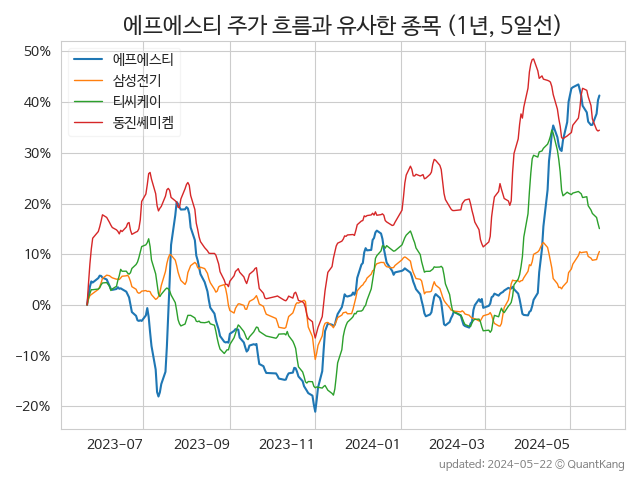 에프에스티 주가 흐름과 유사한 종목 (1년, 5일선)
에프에스티
삼성전기
티씨케이
동진쎄미켐
50%
40%
30%
20%
10%
0%
−10%
−20%
2023-07
2023-09
2023-11
2024-01
2024-03
2024-05
updated: 2024-05-22 © QuantKang